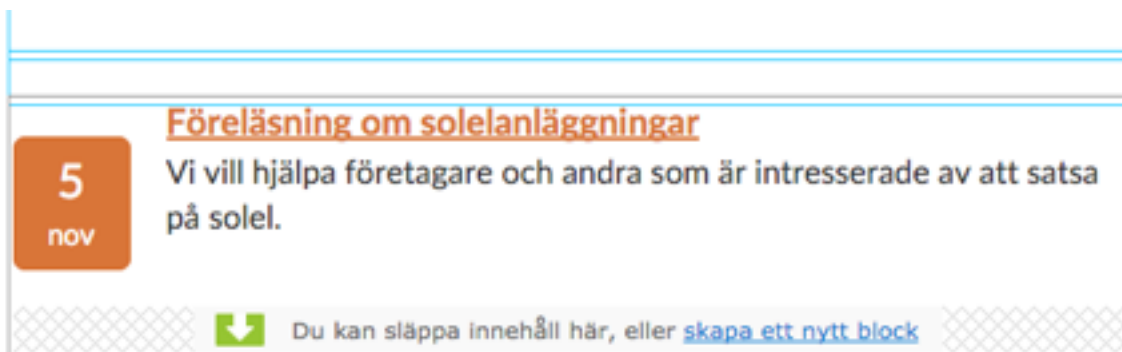 Föreläsning om solelanläggningar
5
nov
Vi vill hjälpa företagare och andra som är intresserade av att satsa
på solel.
Du kan släppa innehåll här, eller skapa ett nytt block